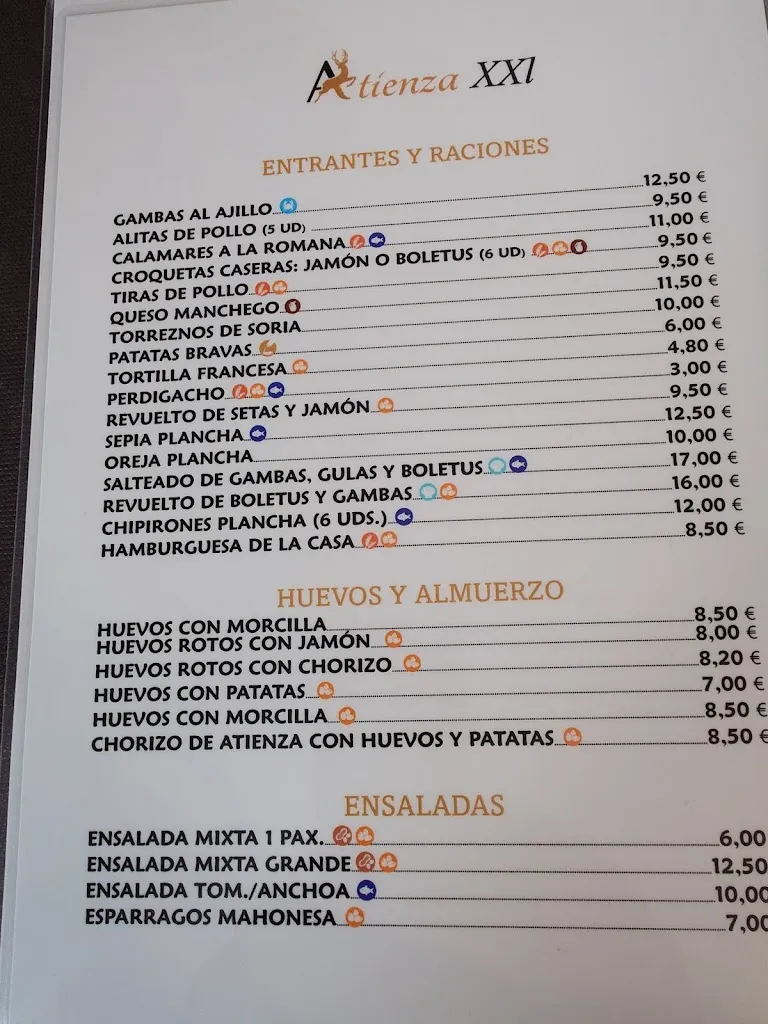 Atienza XXl
ENTRANTES Y RACIONES
GAMBAS AL AJILLO 12,50 €
ALITAS DE POLLO (5 UD) 9,50 €
CALAMARES A LA ROMANA 11,00 €
CROQUETAS CASERAS: JAMÓN O BOLETUS (6 UD) 9,50 €
TIRAS DE POLLO 9,50 €
QUESO MANCHEGO 11,50 €
TORREZNOS DE SORIA 10,00 €
PATATAS BRAVAS 6,00 €
TORTILLA FRANCESA 4,80 €
PERDIGACHO 3,00 €
REVUELTO DE SETAS Y JAMÓN 9,50 €
SEPIA PLANCHA 12,50 €
OREJA PLANCHA 10,00 €
SALTEADO DE GAMBAS, GULAS Y BOLETUS 17,00 €
REVUELTO DE BOLETUS Y GAMBAS 16,00 €
CHIPIRONES PLANCHA (6 UDS.) 12,00 €
HAMBURGUESA DE LA CASA 8,50 €
HUEVOS Y ALMUERZO
HUEVOS CON MORCILLA 8,50 €
HUEVOS ROTOS CON JAMÓN 8,00 €
HUEVOS ROTOS CON CHORIZO 8,20 €
HUEVOS CON PATATAS 7,00 €
HUEVOS CON MORCILLA 8,50 €
CHORIZO DE ATIENZA CON HUEVOS Y PATATAS 8,50 €
ENSALADAS
ENSALADA MIXTA 1 PAX. 6,00
ENSALADA MIXTA GRANDE 12,50
ENSALADA TOM./ANCHOA 10,00
ESPARRAGOS MAHONESA 7,00